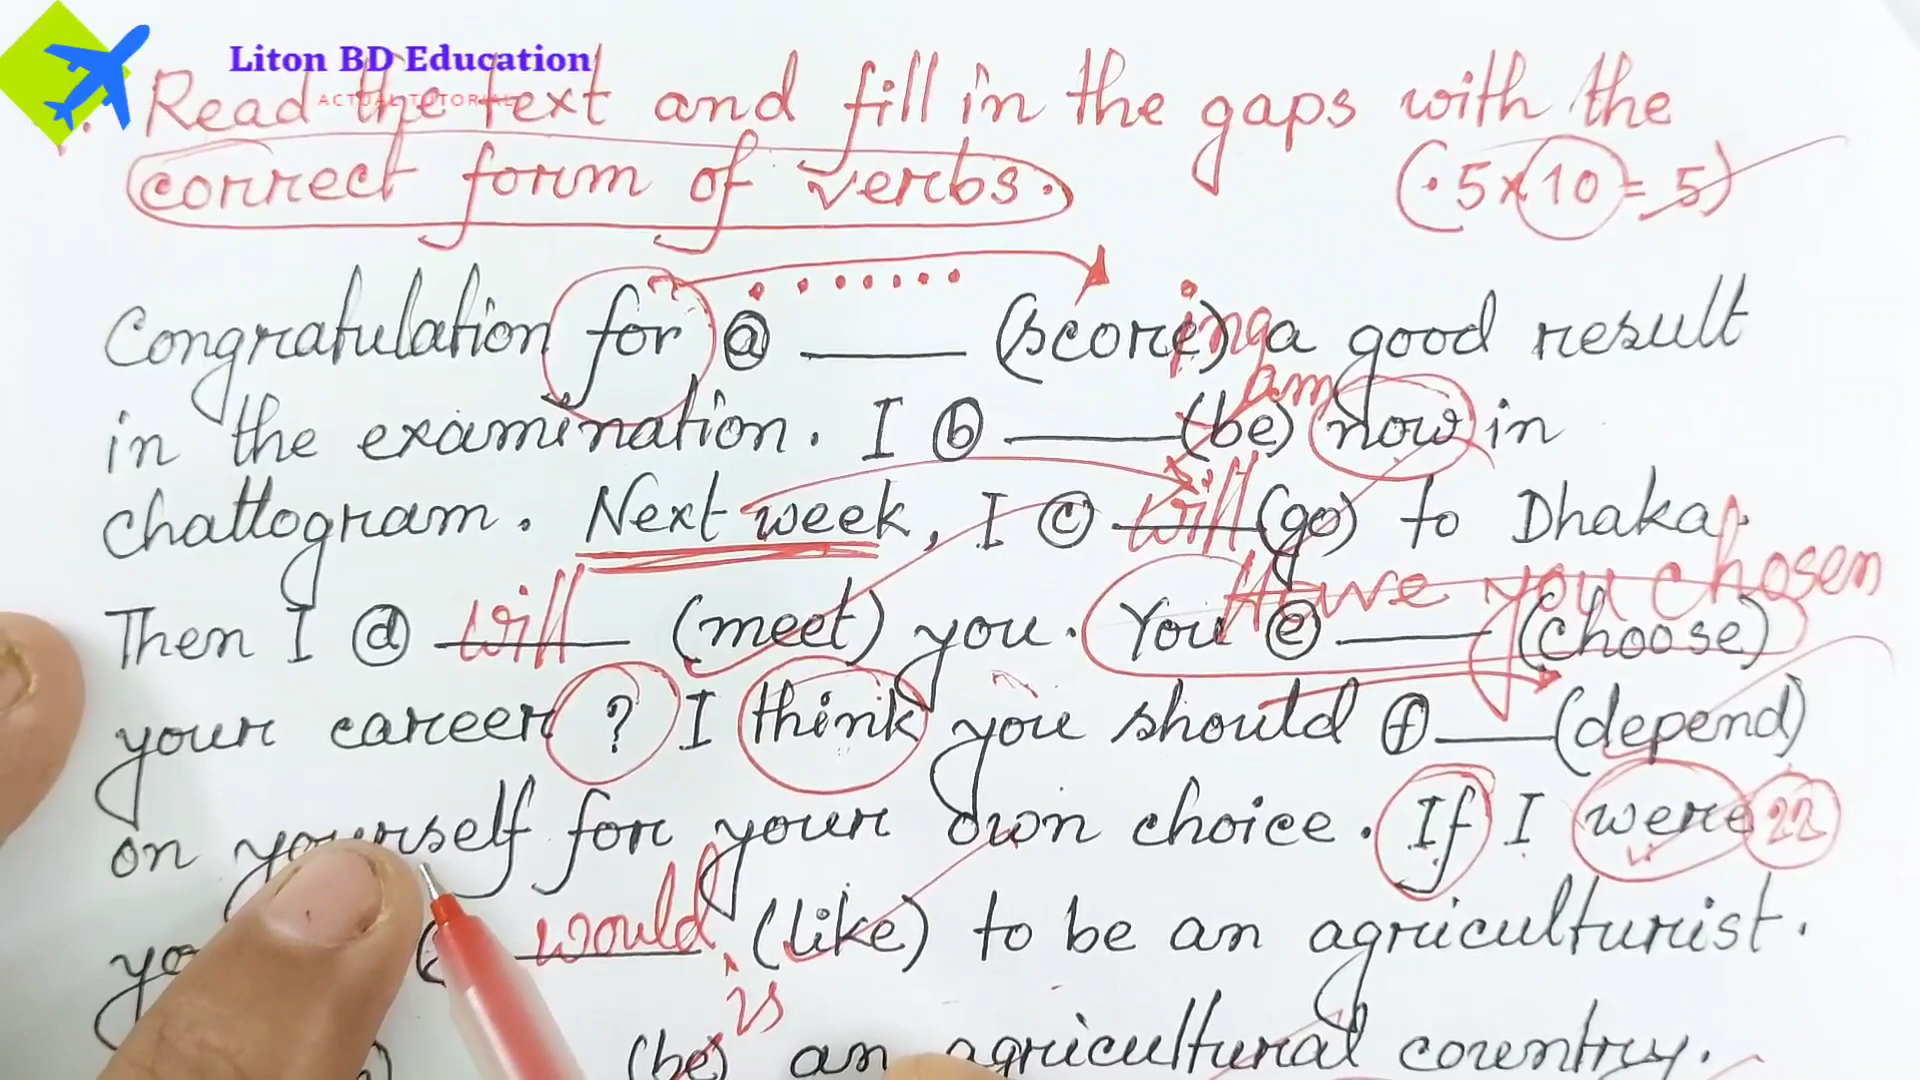 Liton BD Education
ACTUAL TUTORIAL
Read the text and fill in the gaps with the
correct form of verbs. (.5x10=5)
Congratulation for (a) ____ (score) ing a good result
am
in the examination. I (b) ____ (be) now in
chattogram. Next week, I (c) will (go) to Dhaka.
Have you chosen
Then I (d) will (meet) you. You (e) ____ (choose)
your career ? I think you should (f) ____ (depend)
on yourself for your own choice. If I were 22
would (like) to be an agriculturist.
is
(be) an agricultural country.